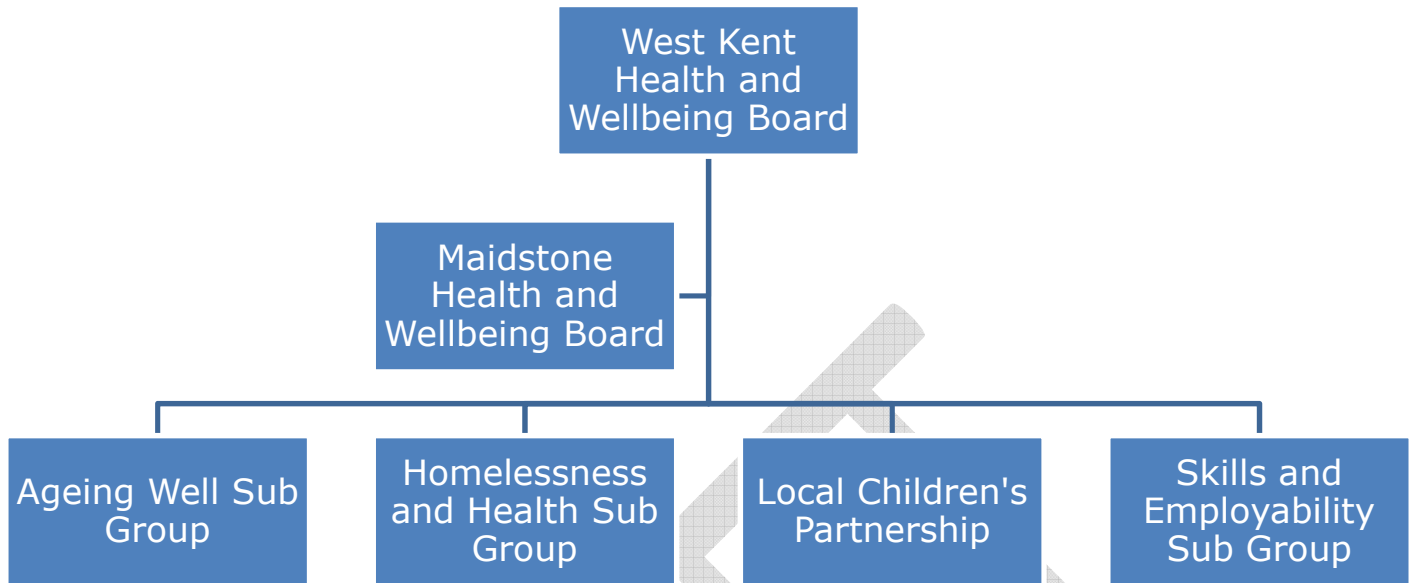 West Kent
Health and
Wellbeing Board
Maidstone
Health and
Wellbeing Board
Ageing Well Sub
Group
Homelessness
and Health Sub
Group
Local Children's
Partnership
Skills and
Employability
Sub Group